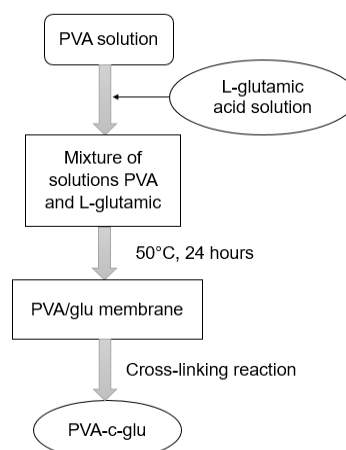 PVA solution
L-glutamic
acid solution
Mixture of
solutions PVA
and L-glutamic
50°C, 24 hours
PVA/glu membrane
Cross-linking reaction
PVA-c-glu